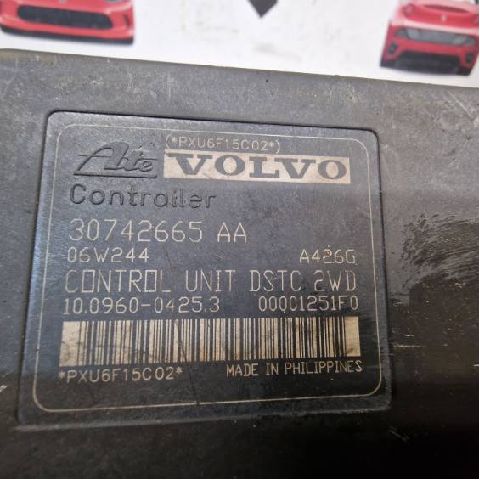 (*PXU6F15C02*)
Ate VOLVO
Controller
30742665 AA
06W244 A426G
CONTROL UNIT DSTC 2WD
10.0960-0425.3 000C1251F0
*PXU6F15C02* MADE IN PHILIPPINES